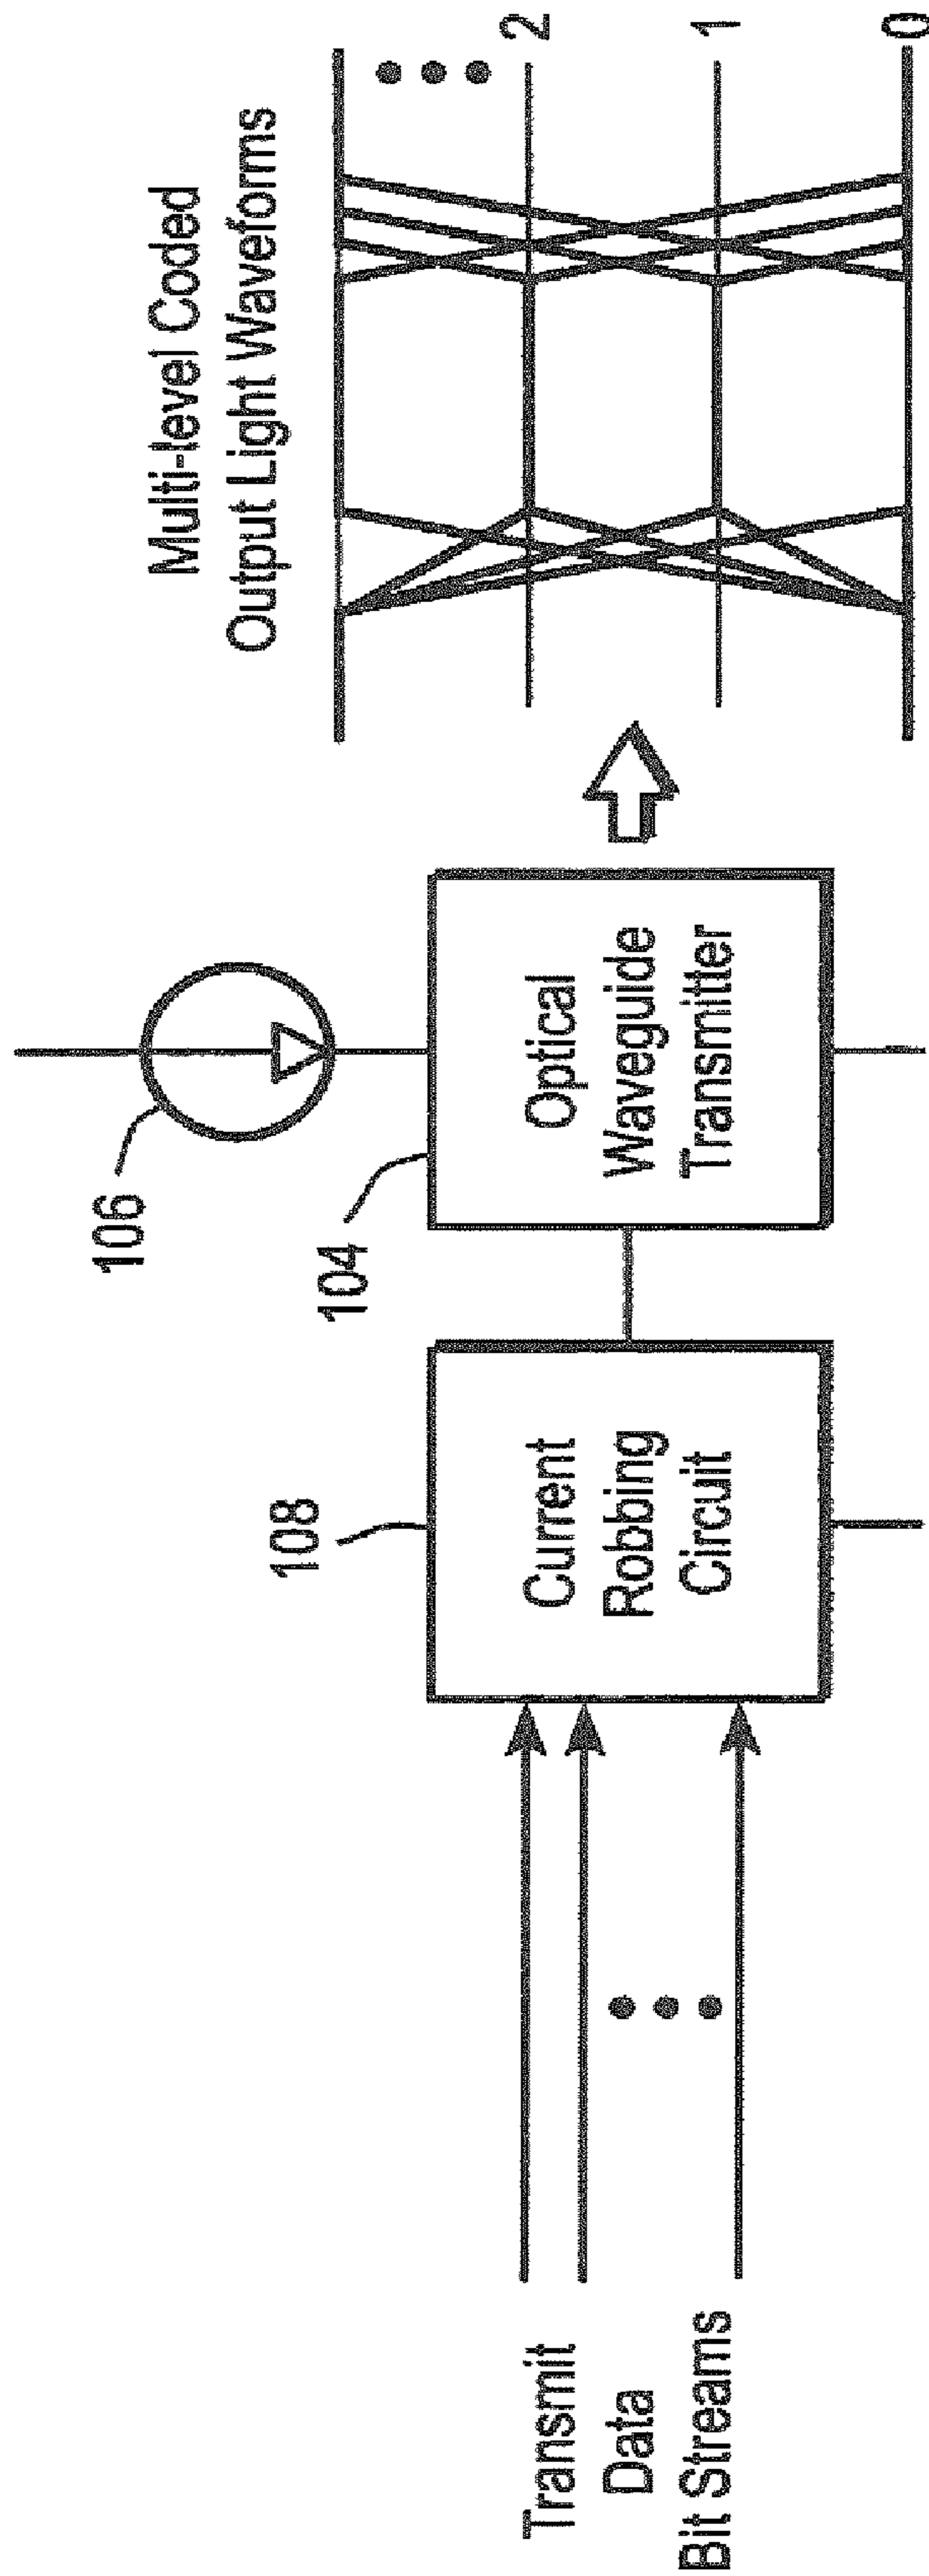 Multi-level Coded
Output Light Waveforms
2
1
0
106
104
Optical
Waveguide
Transmitter
108
Current
Robbing
Circuit
Transmit
Data
Bit Streams